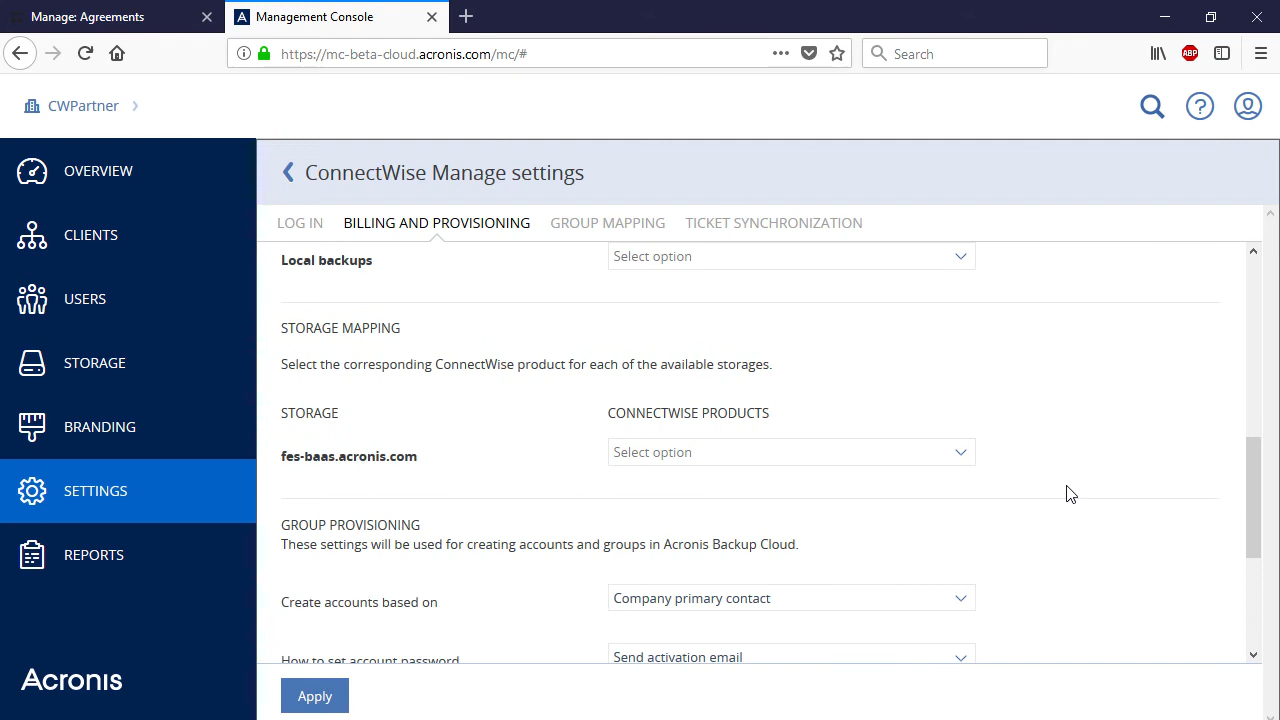 Manage: Agreements
Management Console
https://mc-beta-cloud.acronis.com/mc/#
Search
ABP
CWPartner
OVERVIEW
CLIENTS
USERS
STORAGE
BRANDING
SETTINGS
REPORTS
Acronis
ConnectWise Manage settings
LOG IN
BILLING AND PROVISIONING
GROUP MAPPING
TICKET SYNCHRONIZATION
Local backups
Select option
STORAGE MAPPING
Select the corresponding ConnectWise product for each of the available storages.
STORAGE
CONNECTWISE PRODUCTS
fes-baas.acronis.com
Select option
GROUP PROVISIONING
These settings will be used for creating accounts and groups in Acronis Backup Cloud.
Create accounts based on
Company primary contact
How to set account password
Send activation email
Apply